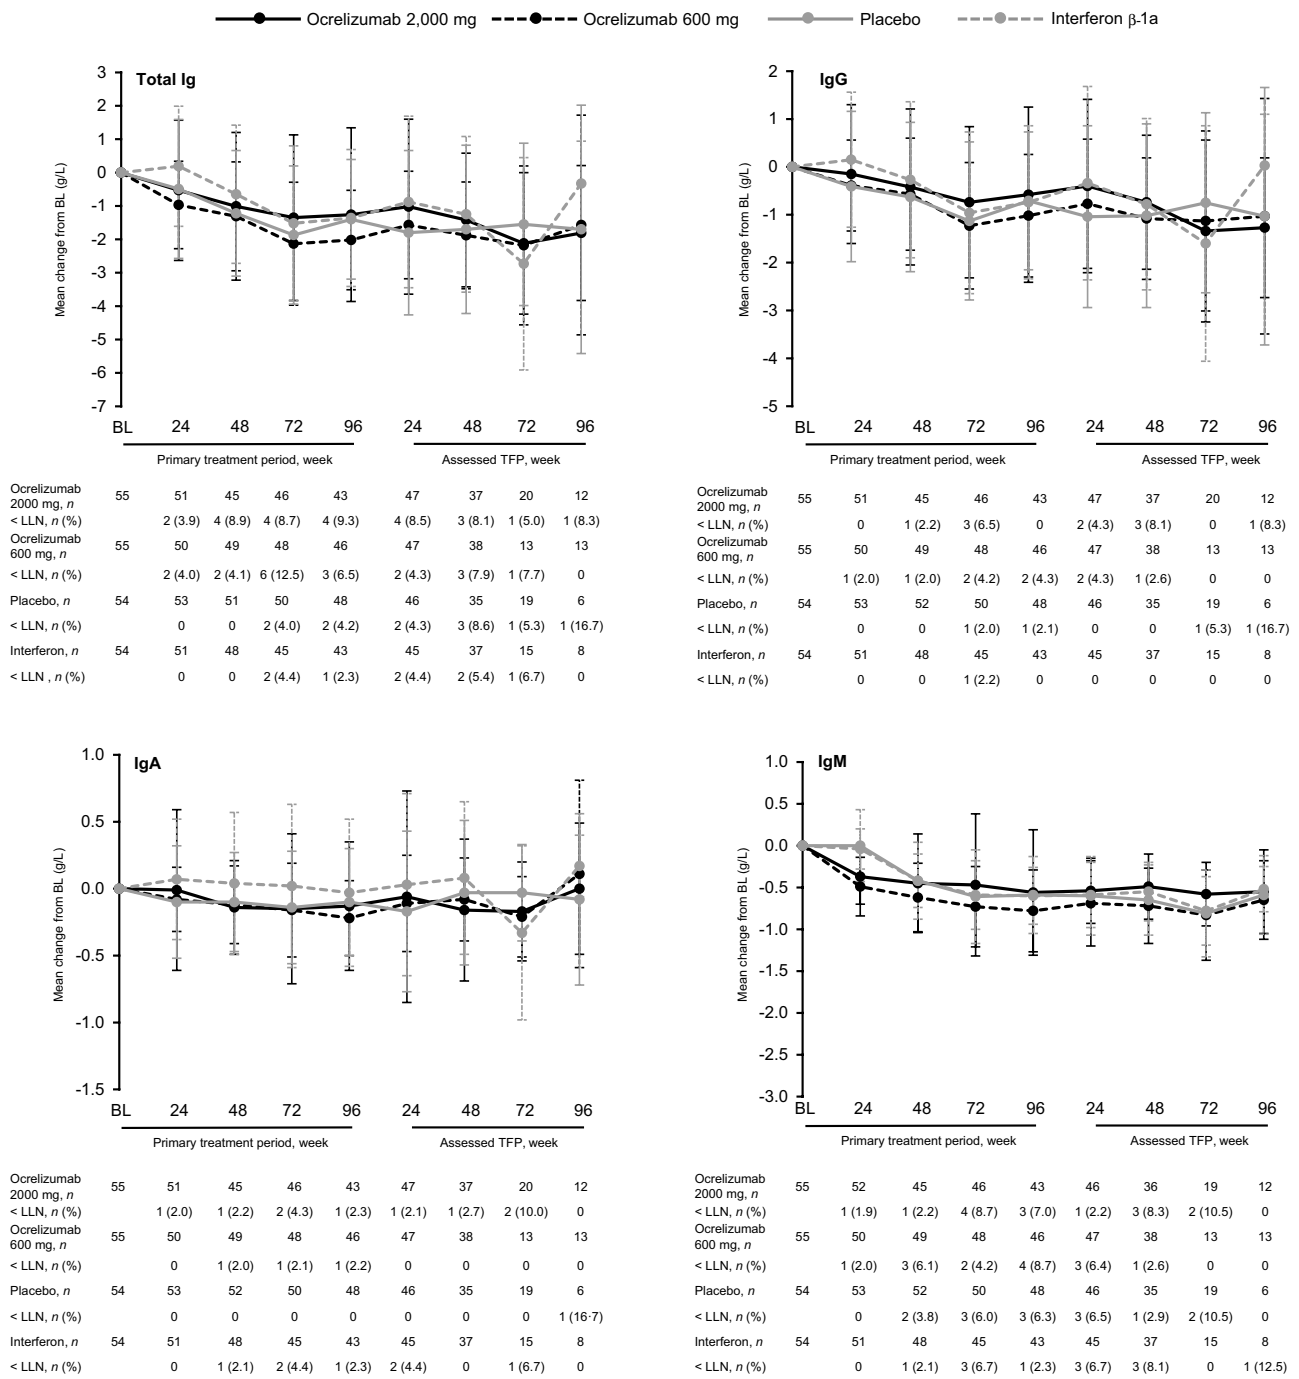 Ocrelizumab 2,000 mg Ocrelizumab 600 mg Placebo Interferon β-1a
Total Ig
Mean change from BL (g/L)
3
2
1
0
-1
-2
-3
-4
-5
-6
-7
BL 24 48 72 96 24 48 72 96
Primary treatment period, week Assessed TFP, week
Ocrelizumab
2000 mg, n 55 51 45 46 43 47 37 20 12
< LLN, n (%) 2 (3.9) 4 (8.9) 4 (8.7) 4 (9.3) 4 (8.5) 3 (8.1) 1 (5.0) 1 (8.3)
Ocrelizumab
600 mg, n 55 50 49 48 46 47 38 13 13
< LLN, n (%) 2 (4.0) 2 (4.1) 6 (12.5) 3 (6.5) 2 (4.3) 3 (7.9) 1 (7.7) 0
Placebo, n 54 53 51 50 48 46 35 19 6
< LLN, n (%) 0 0 2 (4.0) 2 (4.2) 2 (4.3) 3 (8.6) 1 (5.3) 1 (16.7)
Interferon, n 54 51 48 45 43 45 37 15 8
< LLN , n (%) 0 0 2 (4.4) 1 (2.3) 2 (4.4) 2 (5.4) 1 (6.7) 0
IgG
Mean change from BL (g/L)
2
1
0
-1
-2
-3
-4
-5
BL 24 48 72 96 24 48 72 96
Primary treatment period, week Assessed TFP, week
Ocrelizumab
2000 mg, n 55 51 45 46 43 47 37 20 12
< LLN, n (%) 0 1 (2.2) 3 (6.5) 0 2 (4.3) 3 (8.1) 0 1 (8.3)
Ocrelizumab
600 mg, n 55 50 49 48 46 47 38 13 13
< LLN, n (%) 1 (2.0) 1 (2.0) 2 (4.2) 2 (4.3) 2 (4.3) 1 (2.6) 0 0
Placebo, n 54 53 52 50 48 46 35 19 6
< LLN, n (%) 0 0 1 (2.0) 1 (2.1) 0 0 1 (5.3) 1 (16.7)
Interferon, n 54 51 48 45 43 45 37 15 8
< LLN, n (%) 0 0 1 (2.2) 0 0 0 0 0
IgA
Mean change from BL (g/L)
1.0
0.5
0.0
-0.5
-1.0
-1.5
BL 24 48 72 96 24 48 72 96
Primary treatment period, week Assessed TFP, week
Ocrelizumab
2000 mg, n 55 51 45 46 43 47 37 20 12
< LLN, n (%) 1 (2.0) 1 (2.2) 2 (4.3) 1 (2.3) 1 (2.1) 1 (2.7) 2 (10.0) 0
Ocrelizumab
600 mg, n 55 50 49 48 46 47 38 13 13
< LLN, n (%) 0 1 (2.0) 1 (2.1) 1 (2.2) 0 0 0 0
Placebo, n 54 53 52 50 48 46 35 19 6
< LLN, n (%) 0 0 0 0 0 0 0 1 (16·7)
Interferon, n 54 51 48 45 43 45 37 15 8
< LLN, n (%) 0 1 (2.1) 2 (4.4) 1 (2.3) 2 (4.4) 0 1 (6.7) 0
IgM
Mean change from BL (g/L)
1.0
0.5
0.0
-0.5
-1.0
-1.5
-2.0
-2.5
-3.0
BL 24 48 72 96 24 48 72 96
Primary treatment period, week Assessed TFP, week
Ocrelizumab
2000 mg, n 55 52 45 46 43 46 36 19 12
< LLN, n (%) 1 (1.9) 1 (2.2) 4 (8.7) 3 (7.0) 1 (2.2) 3 (8.3) 2 (10.5) 0
Ocrelizumab
600 mg, n 55 50 49 48 46 47 38 13 13
< LLN, n (%) 1 (2.0) 3 (6.1) 2 (4.2) 4 (8.7) 3 (6.4) 1 (2.6) 0 0
Placebo, n 54 53 52 50 48 46 35 19 6
< LLN, n (%) 0 2 (3.8) 3 (6.0) 3 (6.3) 3 (6.5) 1 (2.9) 2 (10.5) 0
Interferon, n 54 51 48 45 43 45 37 15 8
< LLN, n (%) 0 1 (2.1) 3 (6.7) 1 (2.3) 3 (6.7) 3 (8.1) 0 1 (12.5)